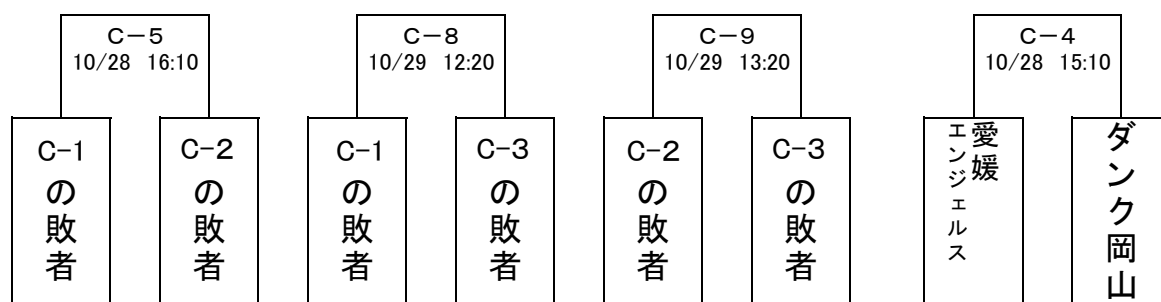 C－5
10/28 16:10
C－8
10/29 12:20
C－9
10/29 13:20
C－4
10/28 15:10
C-1の敗者
C-2の敗者
C-1の敗者
C-3の敗者
C-2の敗者
C-3の敗者
愛媛
エンジェルス
ダンク岡山